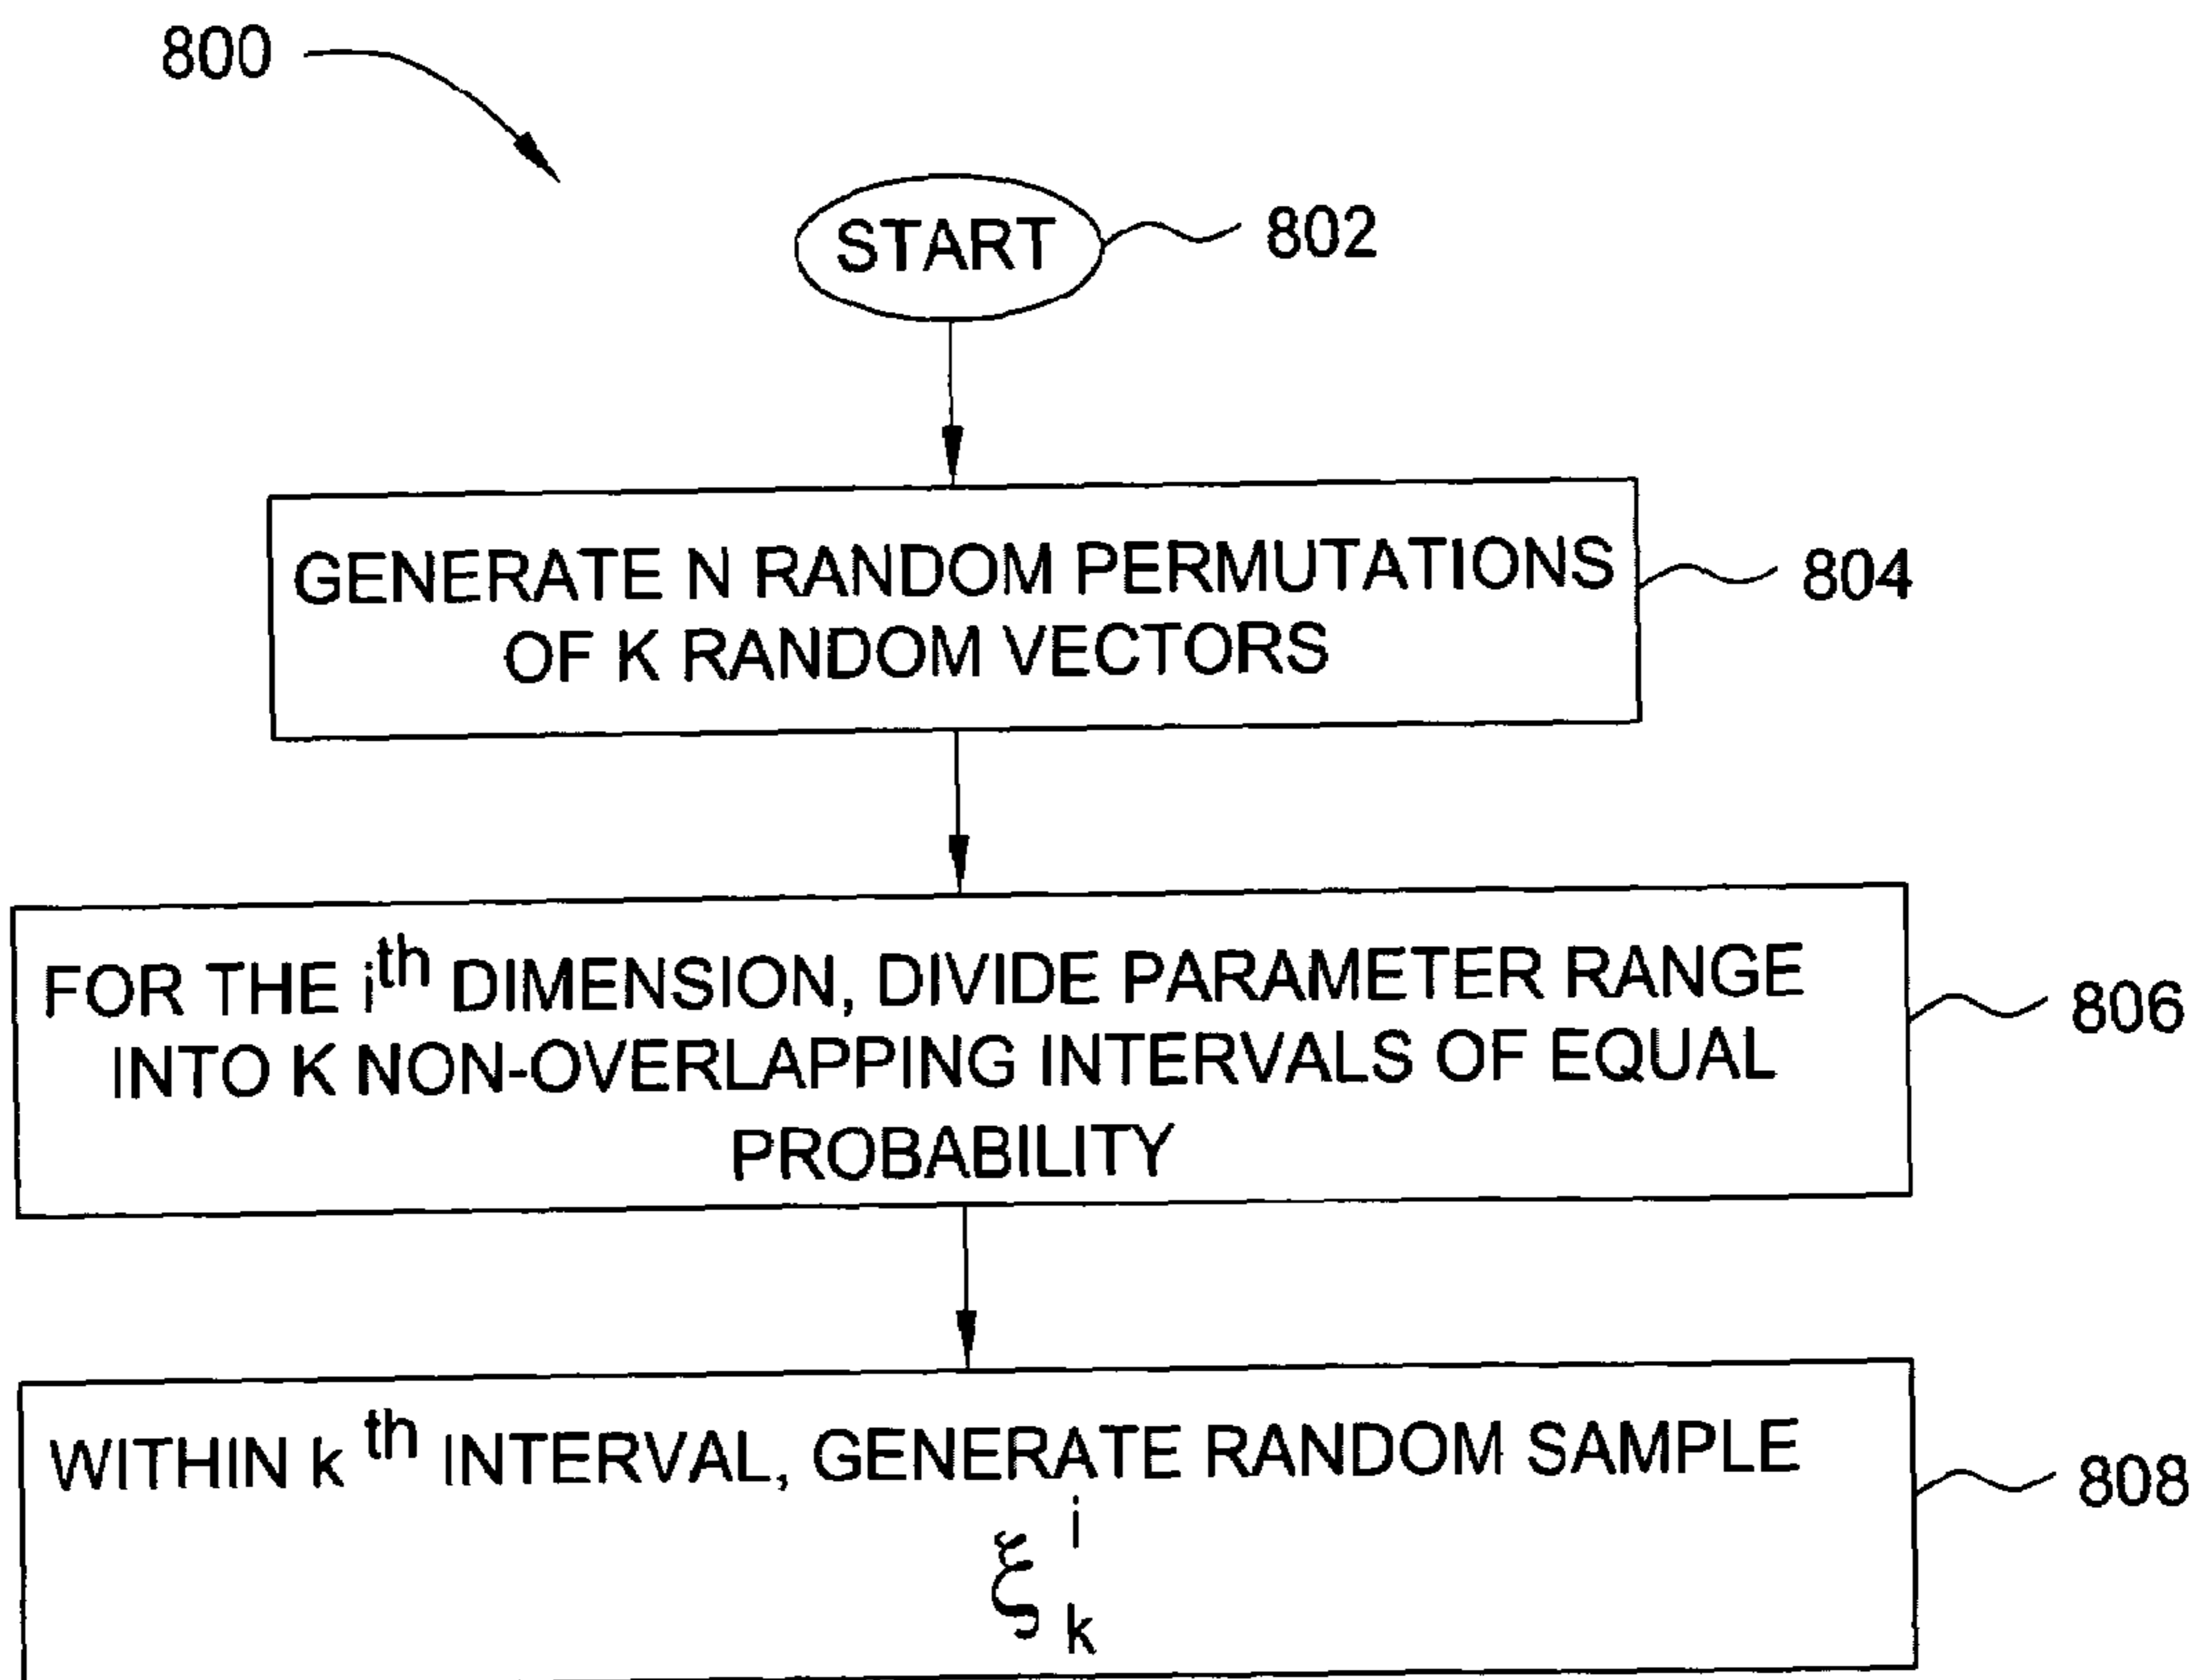 800
START
802
GENERATE N RANDOM PERMUTATIONS
OF K RANDOM VECTORS
804
FOR THE ith DIMENSION, DIVIDE PARAMETER RANGE
INTO K NON-OVERLAPPING INTERVALS OF EQUAL
PROBABILITY
806
WITHIN k th INTERVAL, GENERATE RANDOM SAMPLE
ξ i k
808